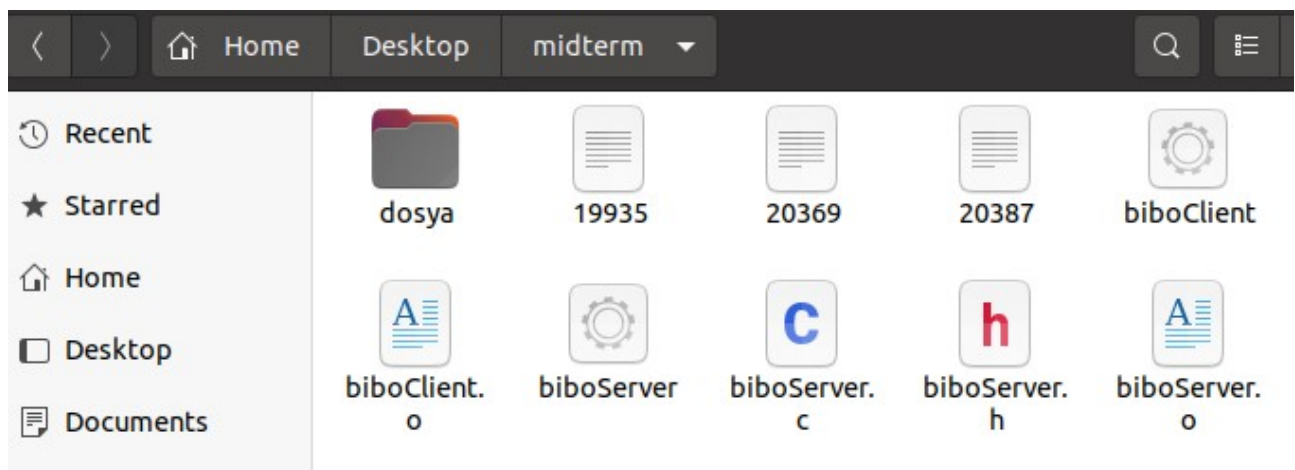 Home Desktop midterm
Recent
Starred
Home
Desktop
Documents
dosya 19935 20369 20387 biboClient
biboClient.
o
biboServer
biboServer.
c
biboServer.
h
biboServer.
o